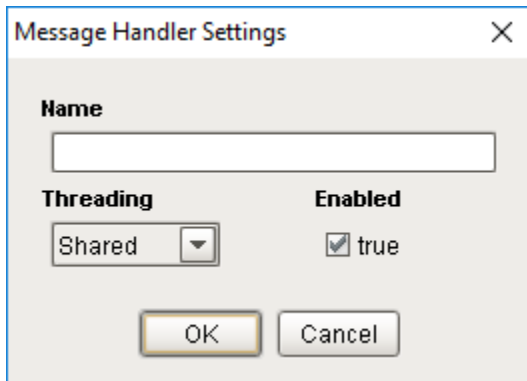 Message Handler Settings
Name
Threading Enabled
Shared true
OK Cancel